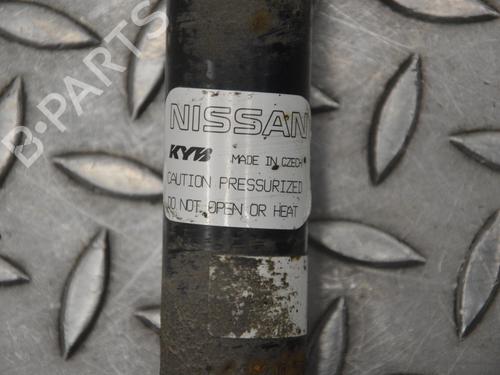 B-PARTS
NISSAN
KYB MADE IN CZECH
CAUTION PRESSURIZED
DO NOT OPEN OR HEAT